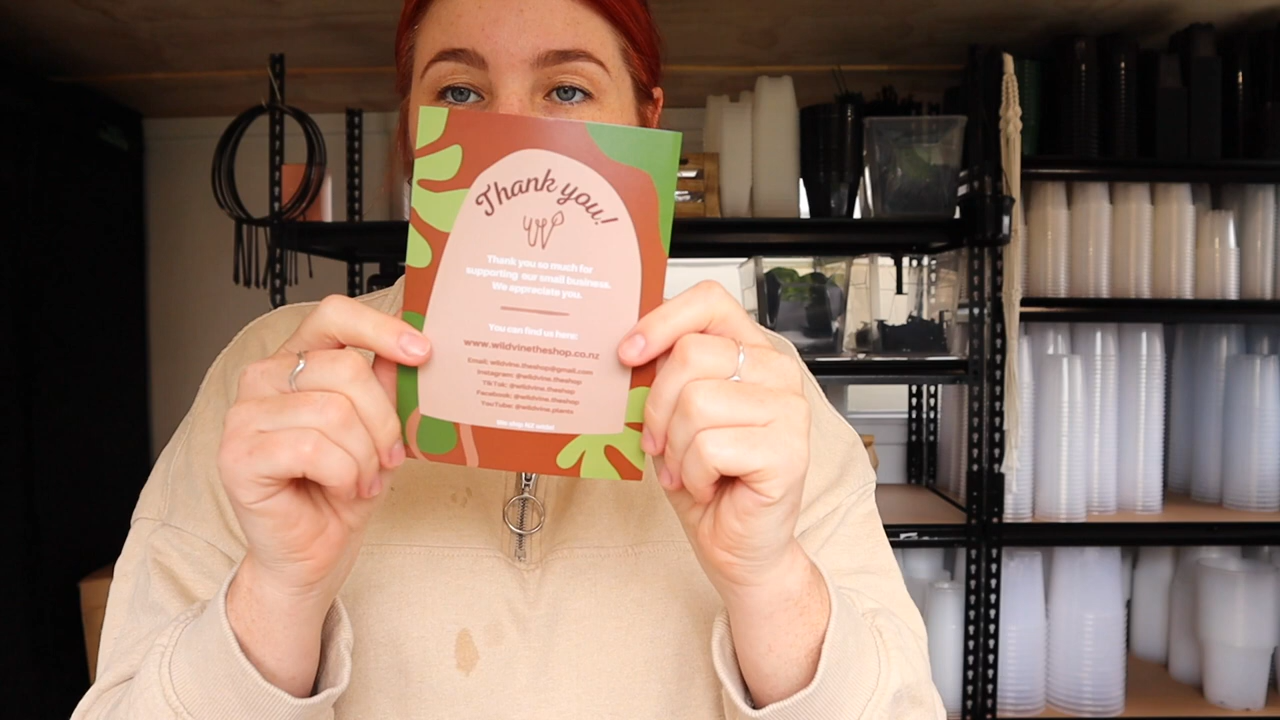 Thank you!
Thank you so much for
supporting our small business.
We appreciate you.
You can find us here:
www.wildvinetheshop.co.nz
Email: wildvine.theshop@gmail.com
Instagram: @wildvine.theshop
TikTok: @wildvine.theshop
Facebook: @wildvine.theshop
YouTube: @wildvine.plants
We ship NZ wide!